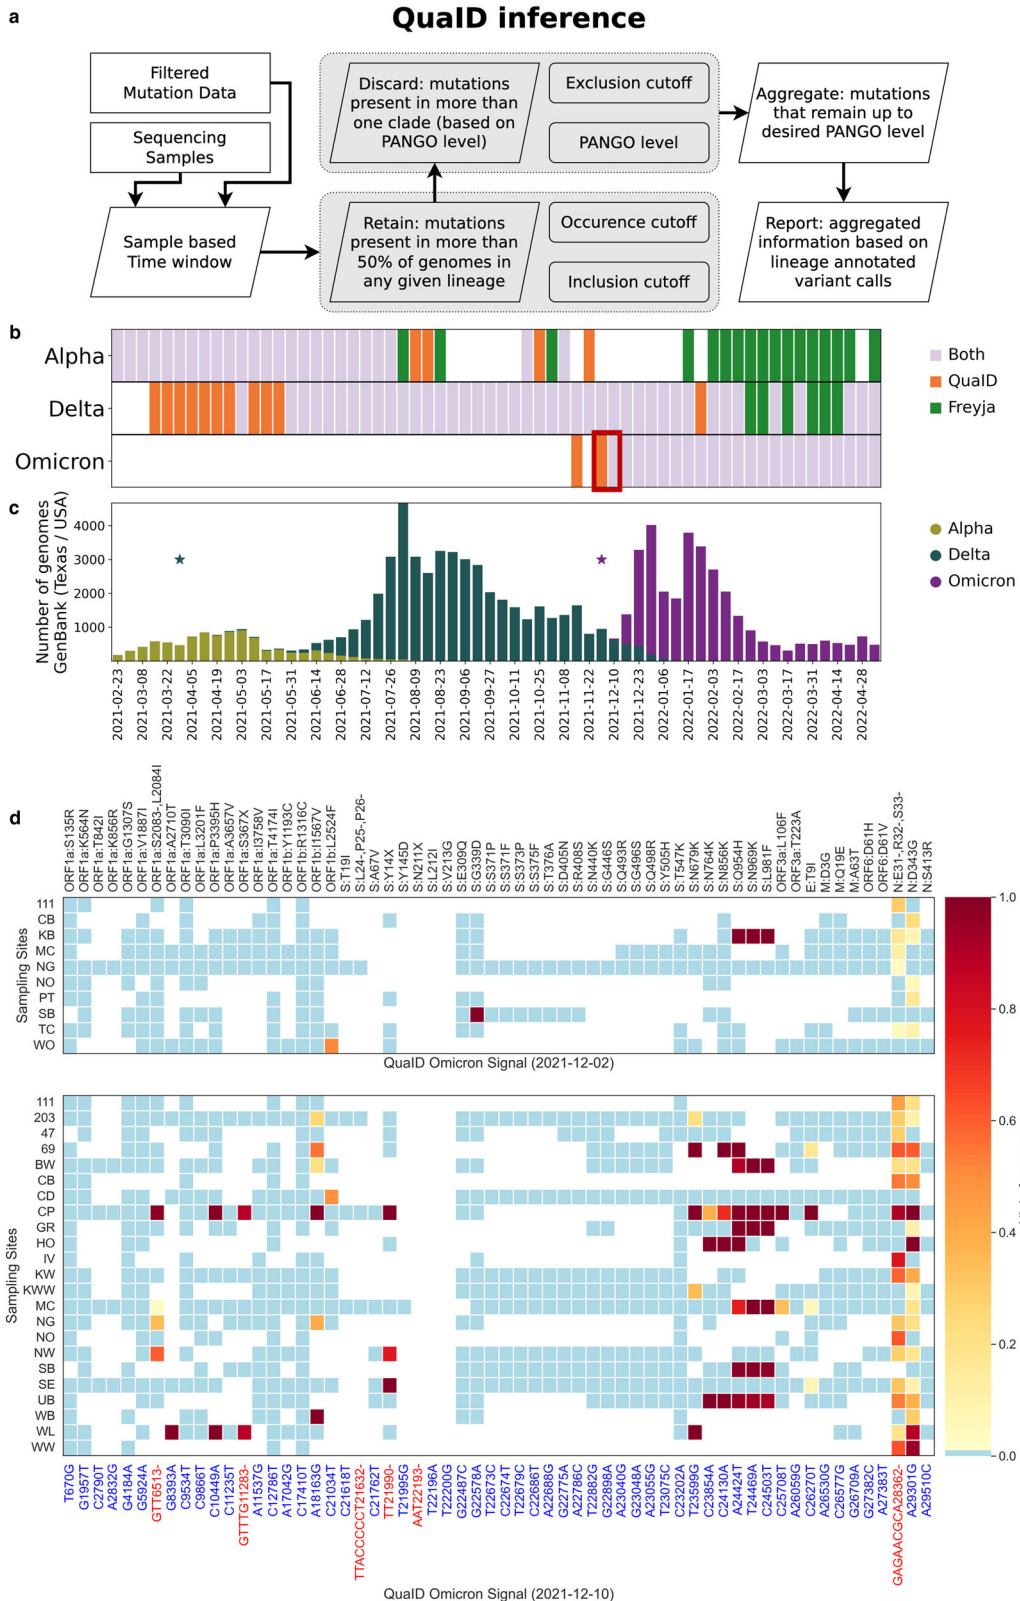 a
QuaID inference
Filtered
Mutation Data
Sequencing
Samples
Sample based
Time window
Discard: mutations
present in more than
one clade (based on
PANGO level)
Exclusion cutoff
PANGO level
Retain: mutations
present in more than
50% of genomes in
any given lineage
Occurence cutoff
Inclusion cutoff
Aggregate: mutations
that remain up to
desired PANGO level
Report: aggregated
information based on
lineage annotated
variant calls
b
Alpha
Delta
Omicron
Both
QuaID
Freyja
c
Number of genomes
GenBank (Texas / USA)
4000
3000
2000
1000
Alpha
Delta
Omicron
2021-02-23
2021-03-08
2021-03-22
2021-04-05
2021-04-19
2021-05-03
2021-05-17
2021-05-31
2021-06-14
2021-06-28
2021-07-12
2021-07-26
2021-08-09
2021-08-23
2021-09-06
2021-09-27
2021-10-11
2021-10-25
2021-11-08
2021-11-22
2021-12-10
2021-12-23
2022-01-06
2022-01-17
2022-02-03
2022-02-17
2022-03-03
2022-03-17
2022-03-31
2022-04-14
2022-04-28
d
ORF1a:S135R
ORF1a:K564N
ORF1a:T842I
ORF1a:K856R
ORF1a:G1307S
ORF1a:V1887I
ORF1a:S2083-,L2084I
ORF1a:A2710T
ORF1a:T3090I
ORF1a:L3201F
ORF1a:P3395H
ORF1a:A3657V
ORF1a:S367X
ORF1a:I3758V
ORF1a:T4174I
ORF1b:Y1193C
ORF1b:R1316C
ORF1b:I1567V
ORF1b:L2524F
S:T19I
S:L24-,P25-,P26-
S:A67V
S:Y14X
S:Y145D
S:N211X
S:L212I
S:V213G
S:E309Q
S:G339D
S:S371P
S:S371F
S:S373P
S:S375F
S:T376A
S:D405N
S:R408S
S:N440K
S:G446S
S:Q493R
S:G496S
S:Q498R
S:Y505H
S:T547K
S:N679K
S:N764K
S:N856K
S:Q954H
S:N969K
S:L981F
ORF3a:L106F
ORF3a:T223A
E:T9I
M:D3G
M:Q19E
M:A63T
ORF6:D61H
ORF6:D61V
N:E31-,R32-,S33-
N:D343G
N:S413R
Sampling Sites
111
CB
KB
MC
NG
NO
PT
SB
TC
WO
QuaID Omicron Signal (2021-12-02)
Sampling Sites
111
203
47
69
BW
CB
CD
CP
GR
HO
IV
KW
KWW
MC
NG
NO
NW
SB
SE
UB
WB
WL
WW
1.0
0.8
0.6
0.4
0.2
0.0
T670G
G1957T
C2790T
A2832G
G4184A
G5924A
GTT6513-
G8393A
C9534T
C9866T
C10449A
C11235T
GTTTG11283-
A11537G
C12786T
A17042G
C17410T
A18163G
C21034T
C21618T
TTACCCCCT21632-
C21762T
TT21990-
T21995G
AAT22193-
T22196A
T22200G
G22487C
G22578A
T22673C
C22674T
T22679C
C22686T
A22688G
G22775A
C22786C
T22882G
G22898A
A23040G
G23048A
A23055G
T23075C
C23202A
T23599G
C23854A
C24130A
A24424T
T24469A
C24503T
C25708T
A26059G
C26270T
A26530G
C26577G
G26709A
G27382C
A27383T
GAGAACGCA28362-
A29301G
A29510C
QuaID Omicron Signal (2021-12-10)